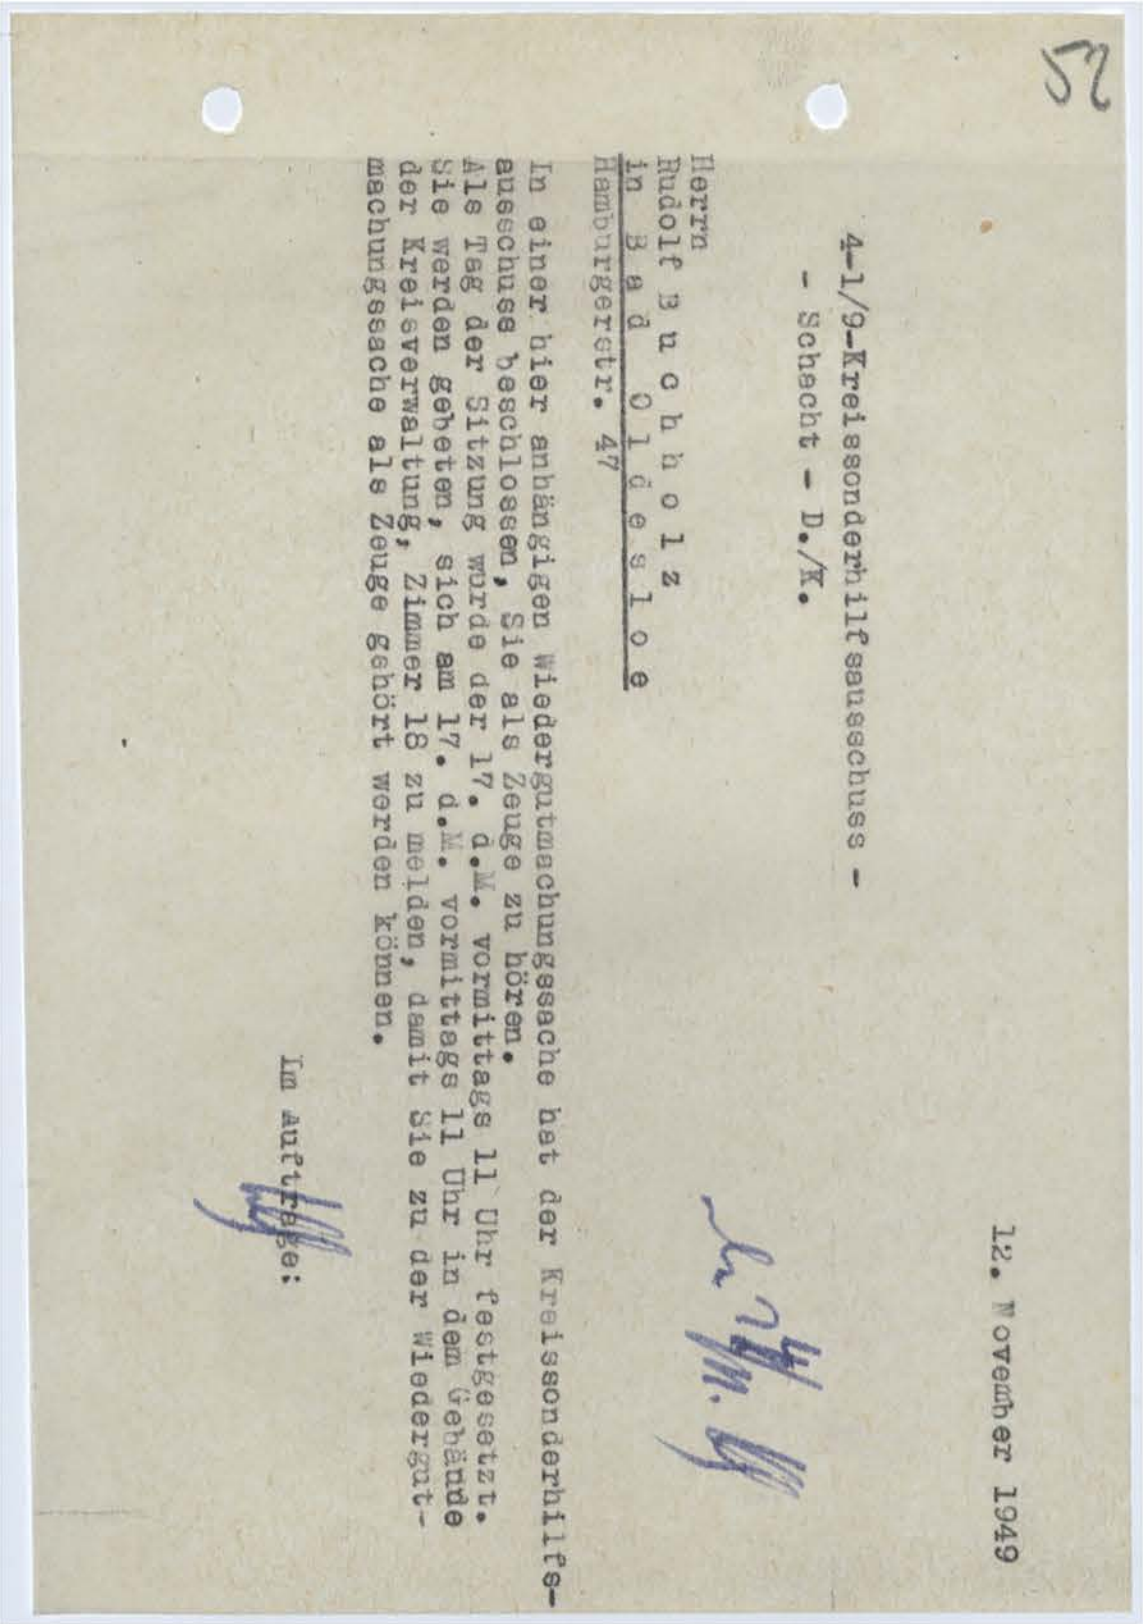 52
12. November 1949
4-1/9-Kreissonderhilfsausschuss -
- Schacht - D./K.
Herrn
Rudolf B u c h h o l z
in B a d O l d e s l o e
Hamburgerstr. 47
In einer hier anhängigen Wiedergutmachungssache hat der Kreissonderhilfs-
ausschuss beschlossen, Sie als Zeuge zu hören.
Als Tag der Sitzung wurde der 17. d.M. vormittags 11 Uhr festgesetzt.
Sie werden gebeten, sich am 17. d.M. vormittags 11 Uhr in dem Gebäude
der Kreisverwaltung, Zimmer 18 zu melden, damit Sie zu der Wiedergut-
machungssache als Zeuge gehört werden können.
Im Auftrage: